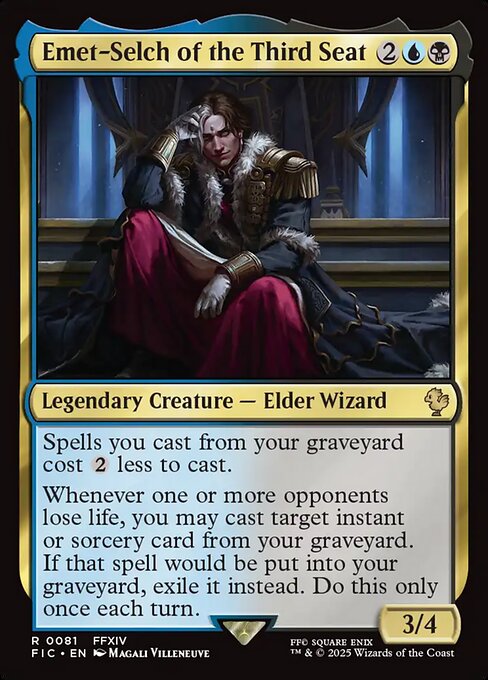 Emet-Selch of the Third Seat 2
Legendary Creature — Elder Wizard
Spells you cast from your graveyard
cost 2 less to cast.
Whenever one or more opponents
lose life, you may cast target instant
or sorcery card from your graveyard.
If that spell would be put into your
graveyard, exile it instead. Do this only
once each turn.
3/4
R 0081 FFXIV
FIC • EN Magali Villeneuve
FF© SQUARE ENIX
™ & © 2025 Wizards of the Coast